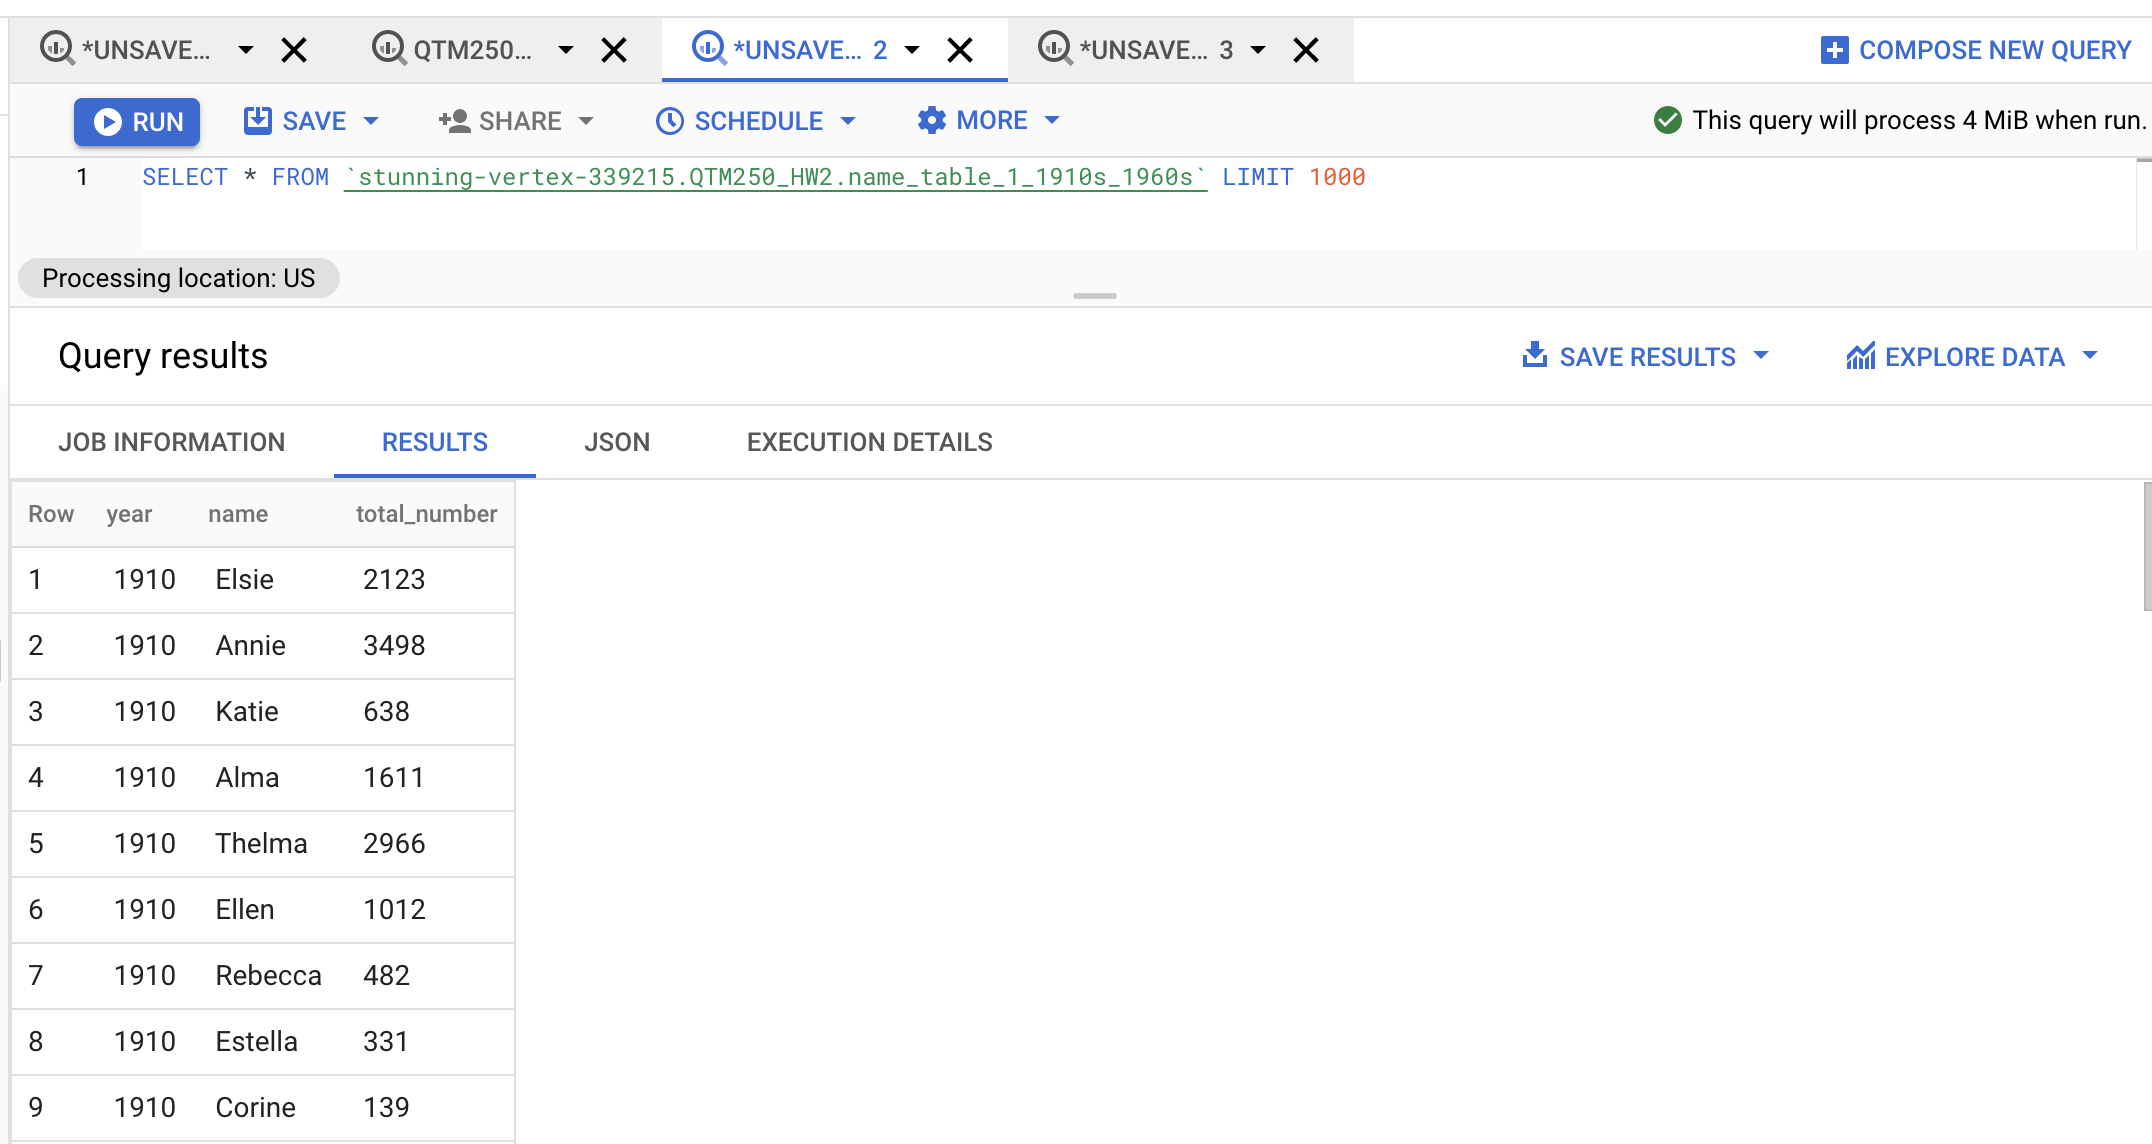 *UNSAVE... QTM250... *UNSAVE... 2 *UNSAVE... 3 COMPOSE NEW QUERY
RUN SAVE SHARE SCHEDULE MORE This query will process 4 MiB when run.
1 SELECT * FROM `stunning-vertex-339215.QTM250_HW2.name_table_1_1910s_1960s` LIMIT 1000
Processing location: US
Query results SAVE RESULTS EXPLORE DATA
JOB INFORMATION RESULTS JSON EXECUTION DETAILS
Row year name total_number
1 1910 Elsie 2123
2 1910 Annie 3498
3 1910 Katie 638
4 1910 Alma 1611
5 1910 Thelma 2966
6 1910 Ellen 1012
7 1910 Rebecca 482
8 1910 Estella 331
9 1910 Corine 139